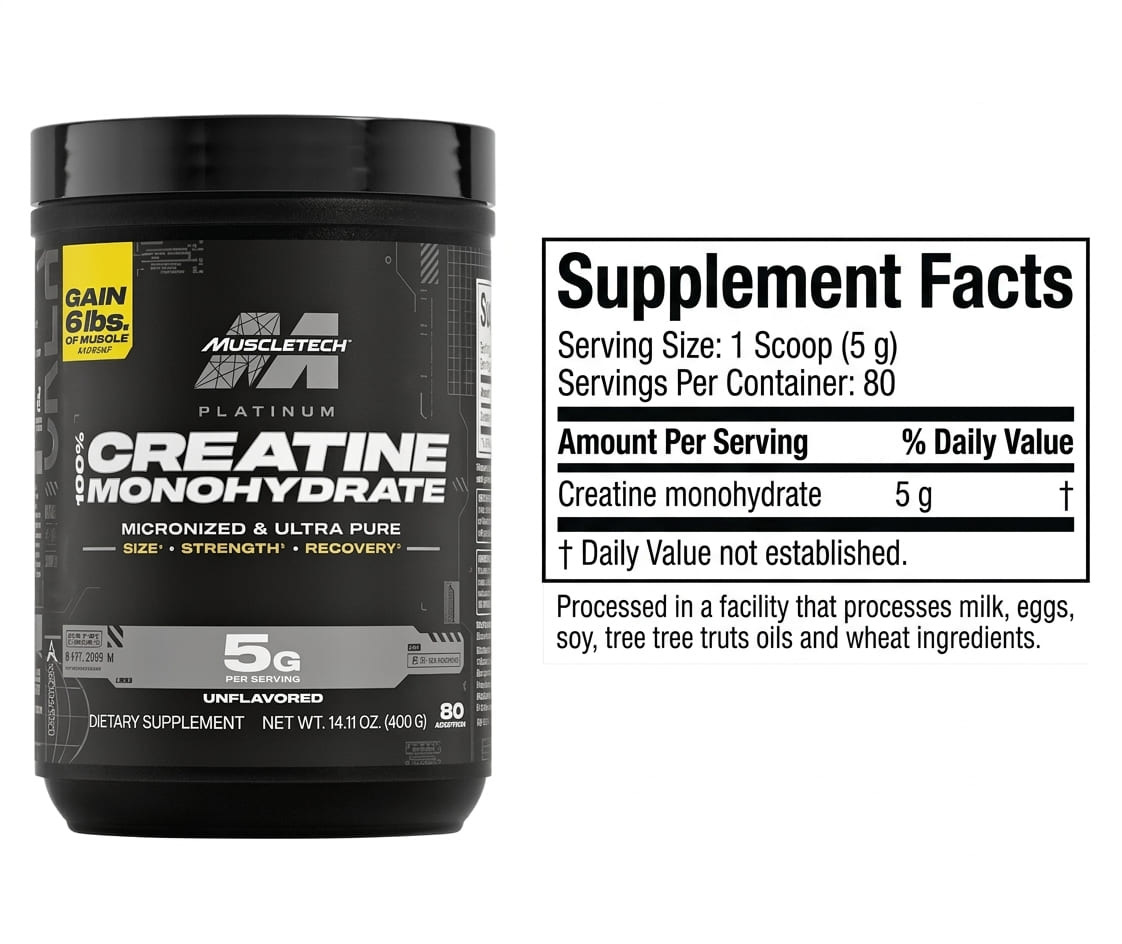 GAIN
6 lbs.
OF MUSOLE
MUSCLETECH
PLATINUM
100%
CREATINE
MONOHYDRATE
MICRONIZED & ULTRA PURE
SIZE • STRENGTH • RECOVERY
5G
PER SERVING
UNFLAVORED
DIETARY SUPPLEMENT NET WT. 14.11 OZ. (400 G) 80
Supplement Facts
Serving Size: 1 Scoop (5 g)
Servings Per Container: 80
Amount Per Serving % Daily Value
Creatine monohydrate 5 g †
† Daily Value not established.
Processed in a facility that processes milk, eggs,
soy, tree tree truts oils and wheat ingredients.